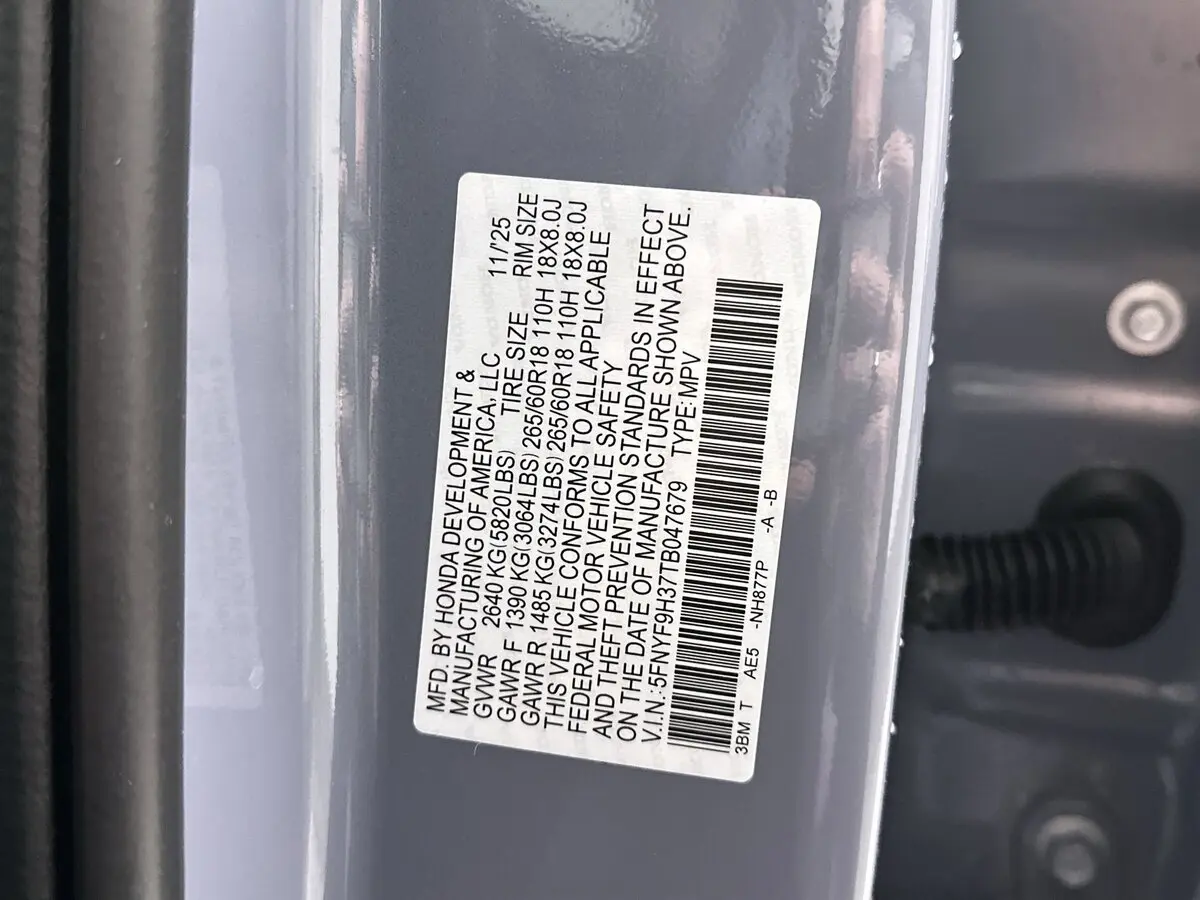 MFD. BY HONDA DEVELOPMENT &
MANUFACTURING OF AMERICA, LLC 11/'25
GVWR 2640 KG(5820LBS) TIRE SIZE RIM SIZE
GAWR F 1390 KG(3064LBS) 265/60R18 110H 18X8.0J
GAWR R 1485 KG(3274LBS) 265/60R18 110H 18X8.0J
THIS VEHICLE CONFORMS TO ALL APPLICABLE
FEDERAL MOTOR VEHICLE SAFETY
AND THEFT PREVENTION STANDARDS IN EFFECT
ON THE DATE OF MANUFACTURE SHOWN ABOVE.
V.I.N.:5FNYF9H37TB047679 TYPE:MPV
3BM T AE5 -NH877P -A -B